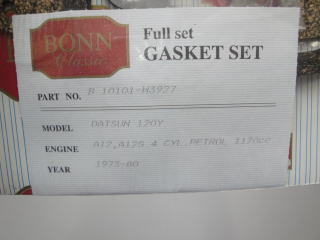 BONN
Classic
Full set
GASKET SET
PART NO. B 10101-H3927
MODEL DATSUN 120Y
ENGINE A12,A12S 4 CYL.PETROL 1170cc
YEAR 1973-80